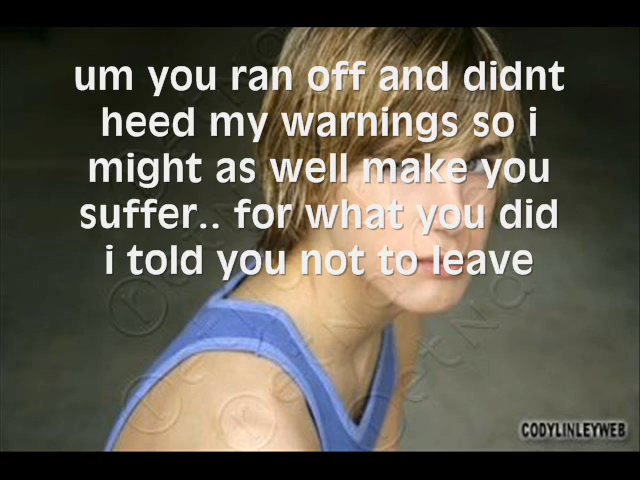 um you ran off and didnt
heed my warnings so i
might as well make you
suffer.. for what you did
i told you not to leave
CODYLINLEYWEB